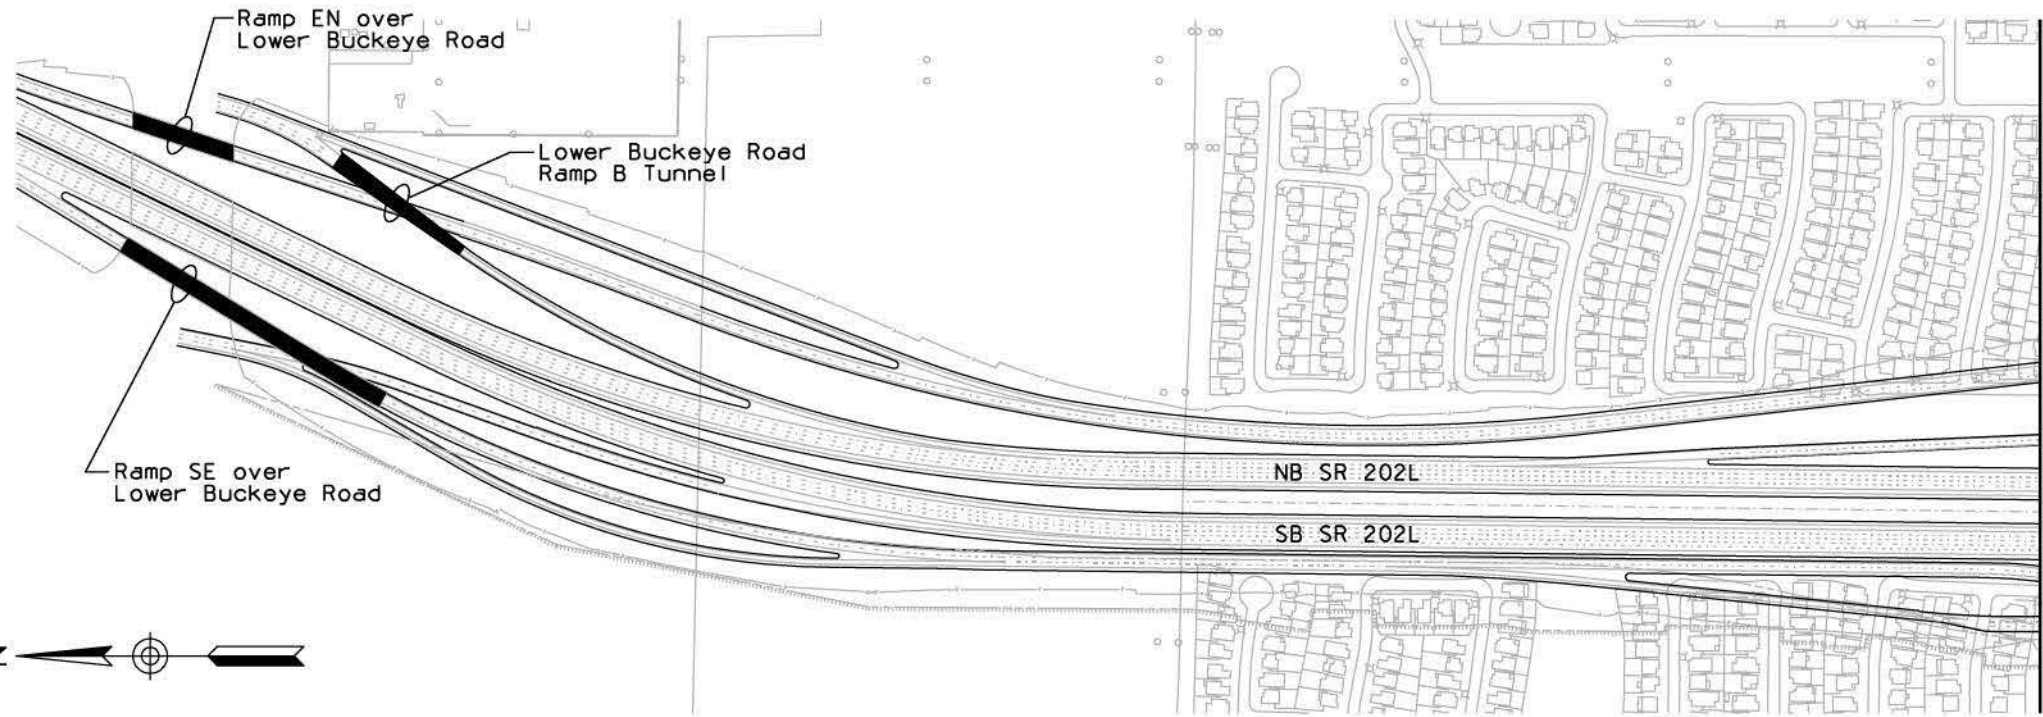 Ramp EN over
Lower Buckeye Road
Lower Buckeye Road
Ramp B Tunnel
Ramp SE over
Lower Buckeye Road
NB SR 202L
SB SR 202L